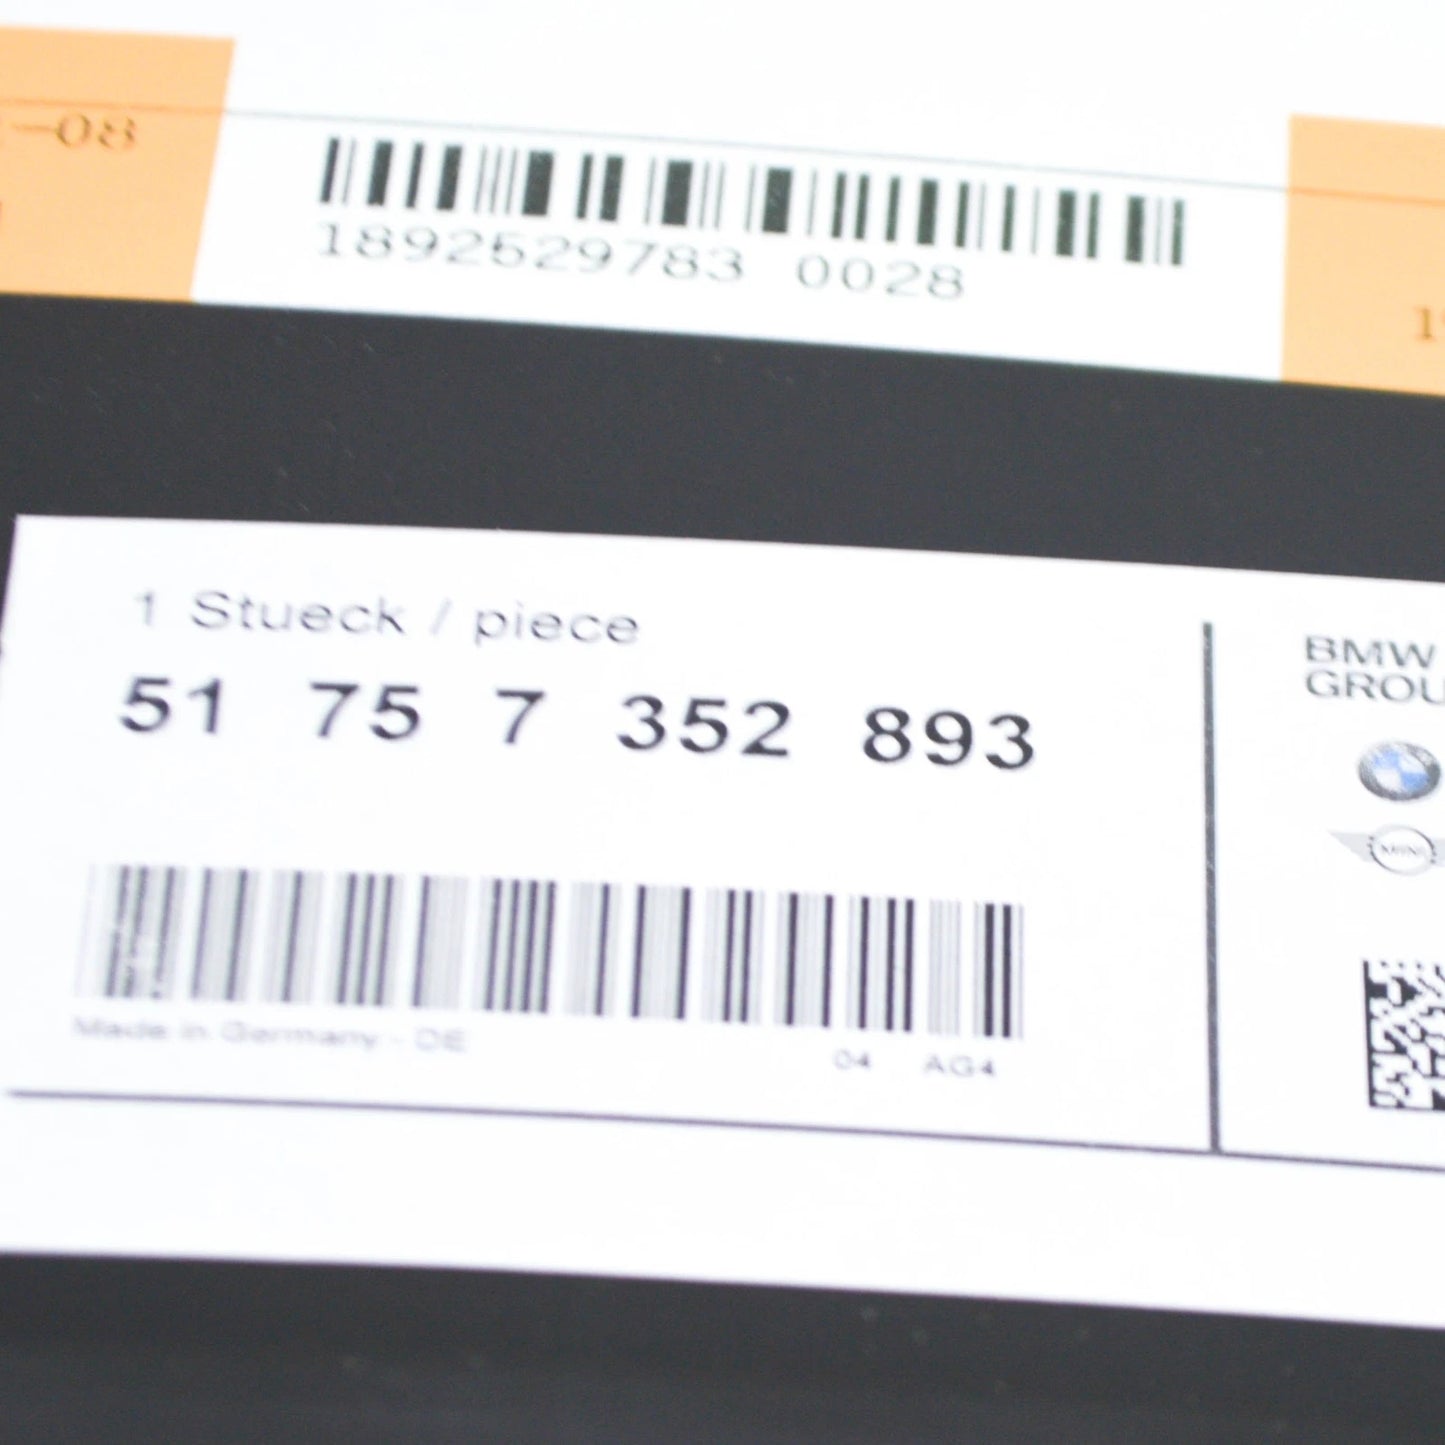 -08
1892529783 0028
1 Stueck / piece
51 75 7 352 893
Made in Germany - DE
04 AG4
BMW
GROU
MINI